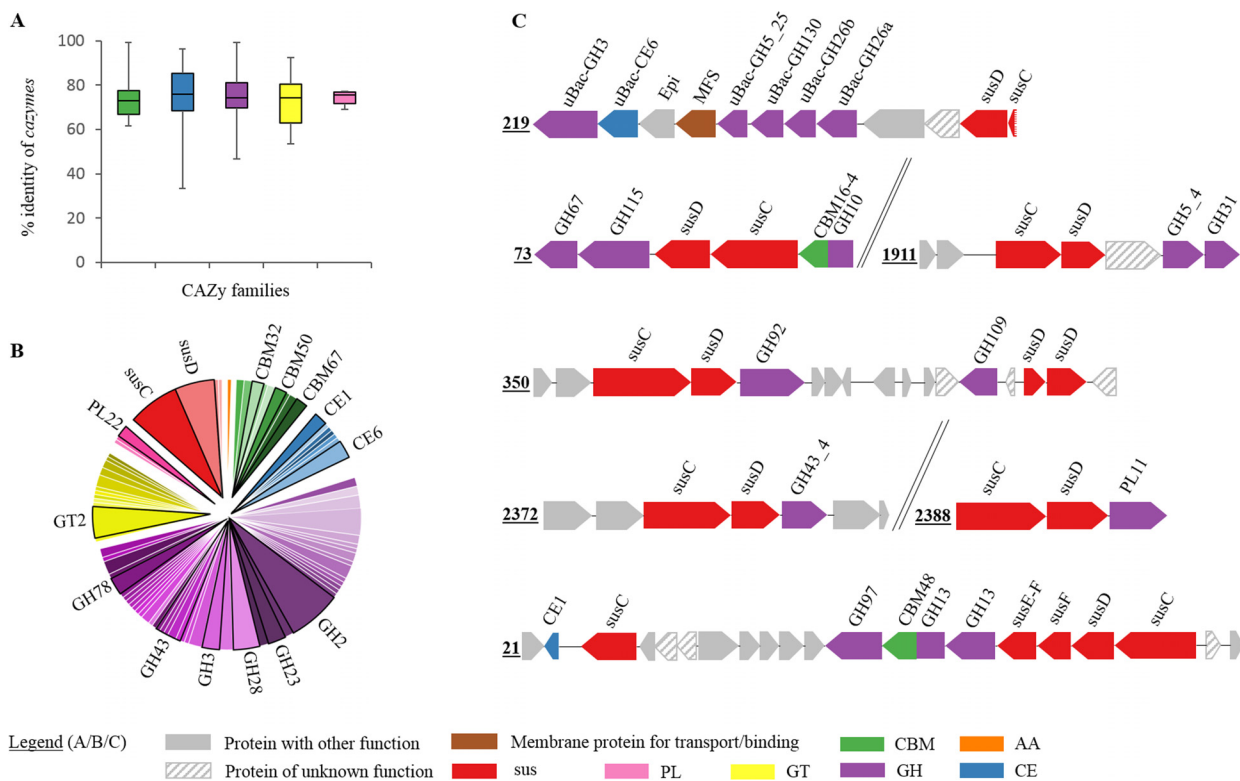 A
% identity of cazymes
100
80
60
40
20
0
CAZy families
B
susC
susD
CBM32
CBM50
CBM67
CE1
CE6
PL22
GT2
GH78
GH43
GH3
GH28
GH23
GH2
C
uBac-GH3
uBac-CE6
Epi
MFS
uBac-GH5_25
uBac-GH130
uBac-GH26b
uBac-GH26a
susD
susC
219
GH67
GH115
susD
susC
CBM16-4
GH10
73
susC
susD
GH5_4
GH31
1911
susC
susD
GH92
GH109
susD
susD
350
susC
susD
GH43_4
2372
susC
susD
PL11
2388
CE1
susC
GH97
CBM48
GH13
GH13
susE-F
susF
susD
susC
21
Legend (A/B/C)
Protein with other function
Membrane protein for transport/binding
CBM
AA
Protein of unknown function
sus
PL
GT
GH
CE